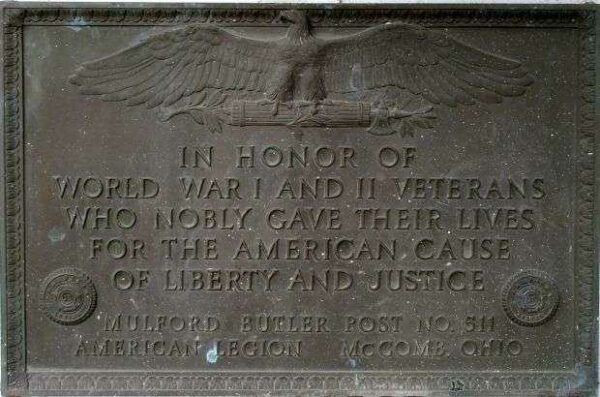 IN HONOR OF
WORLD WAR I AND II VETERANS
WHO NOBLY GAVE THEIR LIVES
FOR THE AMERICAN CAUSE
OF LIBERTY AND JUSTICE
MULFORD BUTLER POST NO. 511
AMERICAN LEGION McCOMB, OHIO